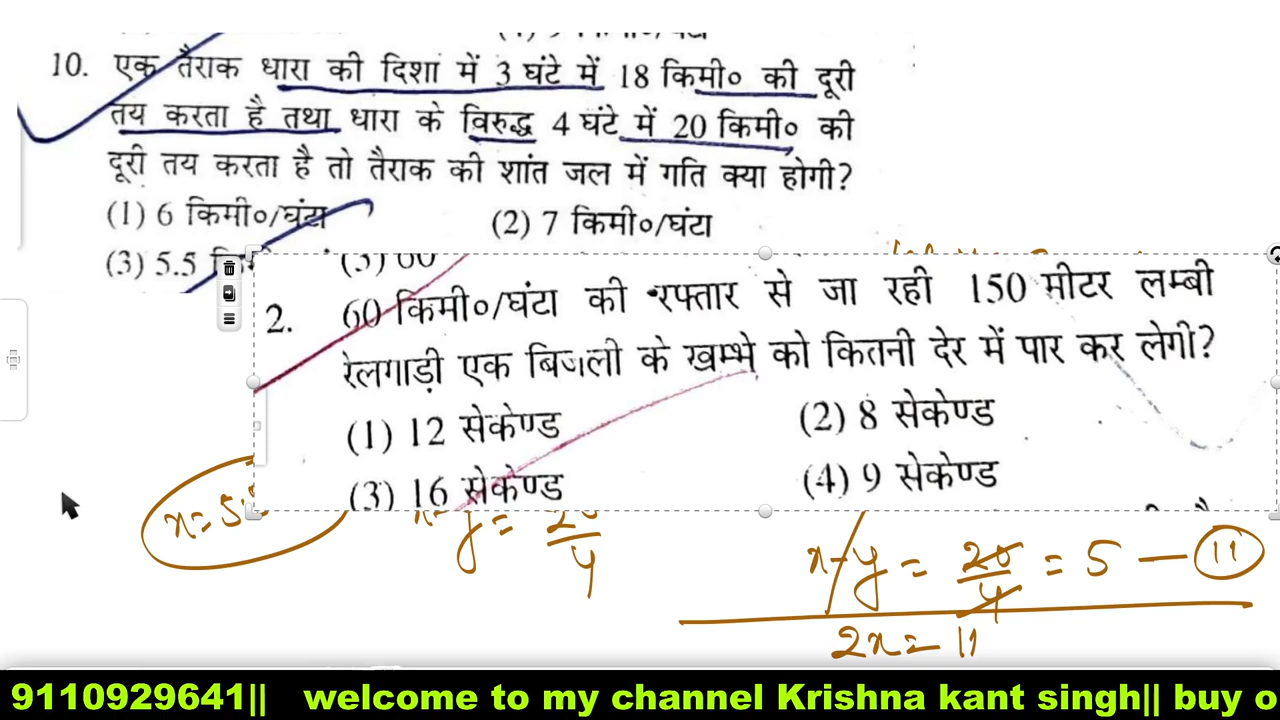 10. एक तैराक धारा की दिशा में 3 घंटे में 18 किमी० की दूरी
तय करता है तथा धारा के विरुद्ध 4 घंटे में 20 किमी० की
दूरी तय करता है तो तैराक की शांत जल में गति क्या होगी?
(1) 6 किमी०/घंटा (2) 7 किमी०/घंटा
(3) 5.5
2. 60 किमी०/घंटा की रफ्तार से जा रही 150 मीटर लम्बी
रेलगाड़ी एक बिजली के खम्भे को कितनी देर में पार कर लेगी?
(1) 12 सेकेण्ड (2) 8 सेकेण्ड
(3) 16 सेकेण्ड (4) 9 सेकेण्ड
x-y = 20/4 = 5 — 11
2x = 11
9110929641|| welcome to my channel Krishna kant singh|| buy o